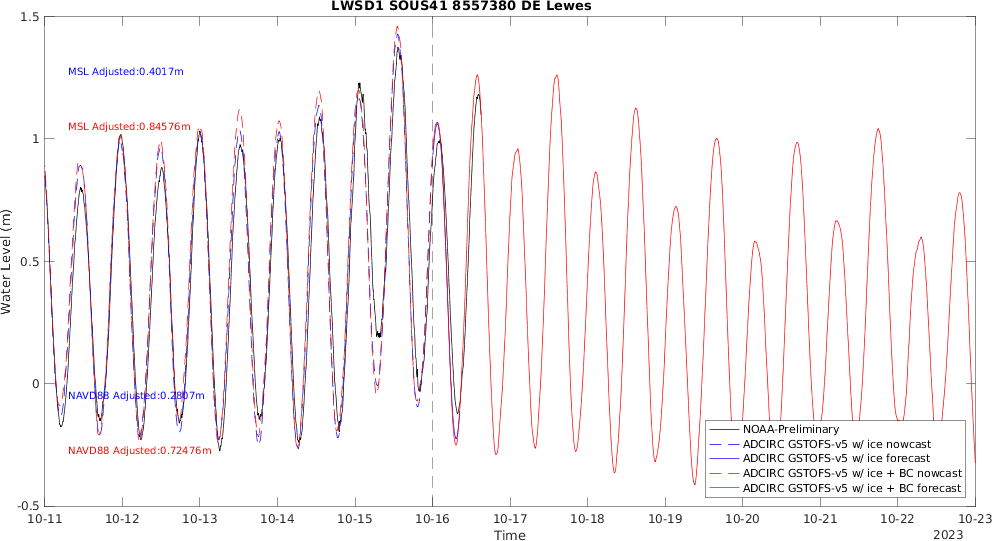 LWSD1 SOUS41 8557380 DE Lewes
1.5
MSL Adjusted:0.4017m
MSL Adjusted:0.84576m
1
Water Level (m)
0.5
0
NAVD88 Adjusted:0.2807m
NAVD88 Adjusted:0.72476m
NOAA-Preliminary
ADCIRC GSTOFS-v5 w/ ice nowcast
ADCIRC GSTOFS-v5 w/ ice forecast
ADCIRC GSTOFS-v5 w/ ice + BC nowcast
ADCIRC GSTOFS-v5 w/ ice + BC forecast
-0.5
10-11 10-12 10-13 10-14 10-15 10-16 10-17 10-18 10-19 10-20 10-21 10-22 10-23
Time
2023